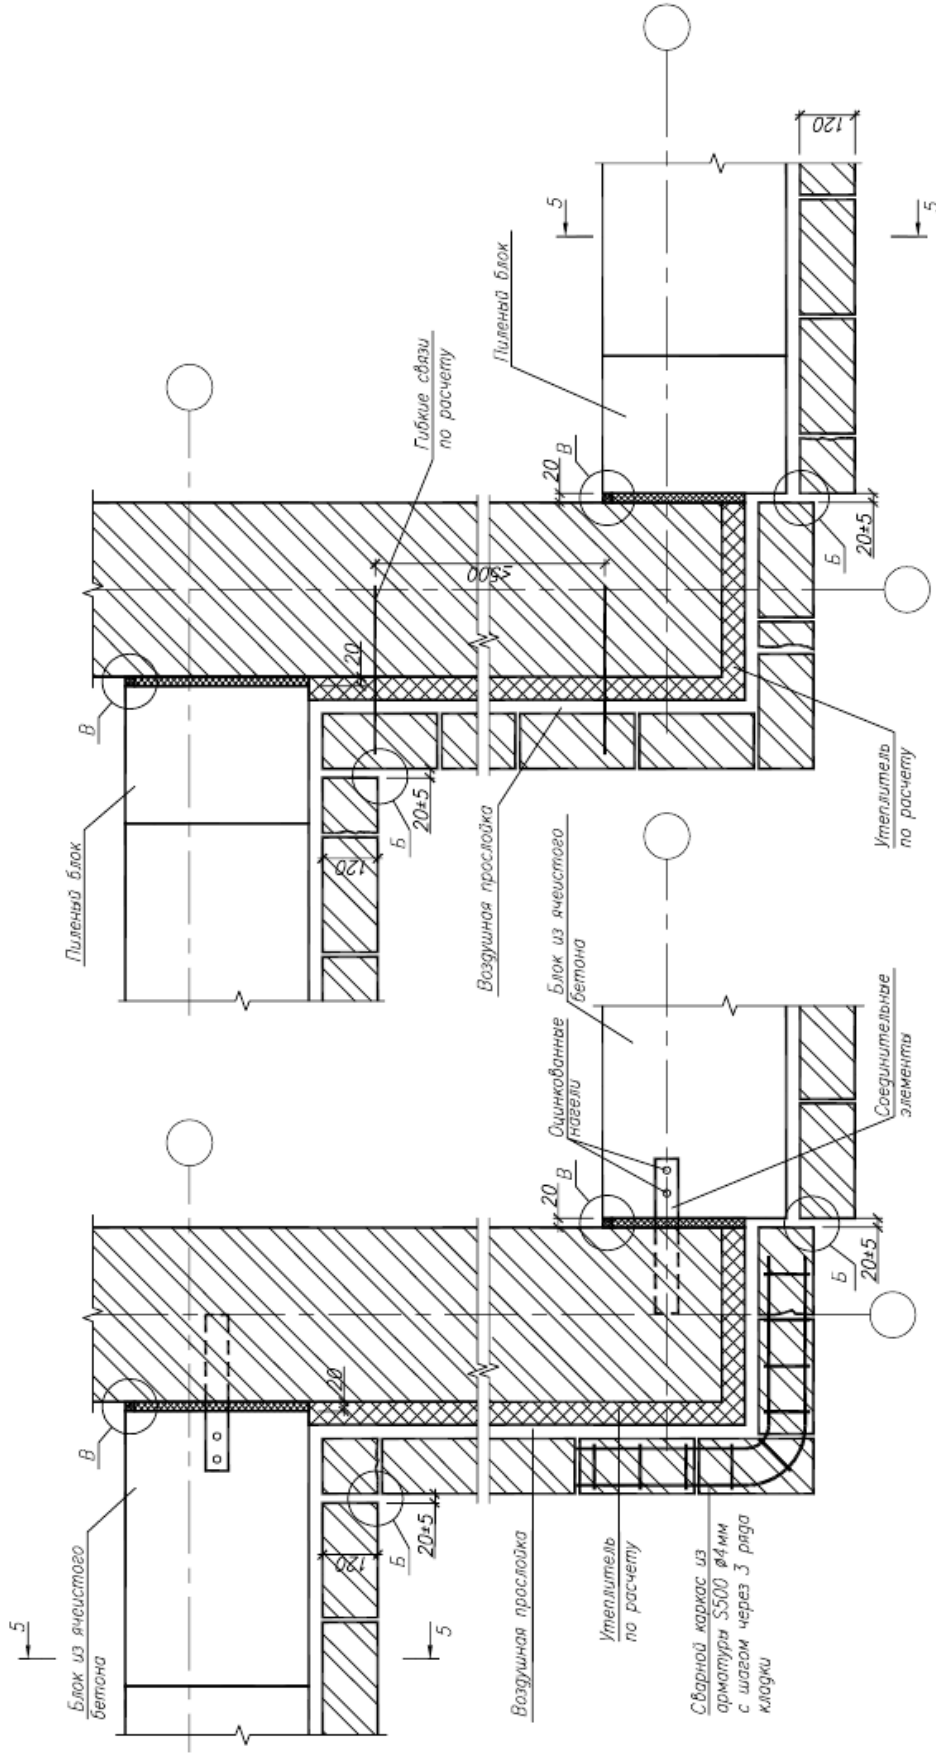 5
Блок из ячеистого
бетона
В
20
120
Б
20±5
5
Воздушная прослойка
Утеплитель
по расчету
Сварной каркас из
арматуры S500 ø4мм
с шагом через 3 ряда
кладки
Оцинкованные
нагели
Блок из ячеистого
бетона
В
20
Б
20±5
Соединительные
элементы
Пиленый блок
В
20
120
Б
20±5
Гибкие связи
по расчету
≤500
Воздушная прослойка
Пиленый блок
В
20
5
Б
20±5
120
Утеплитель
по расчету
5